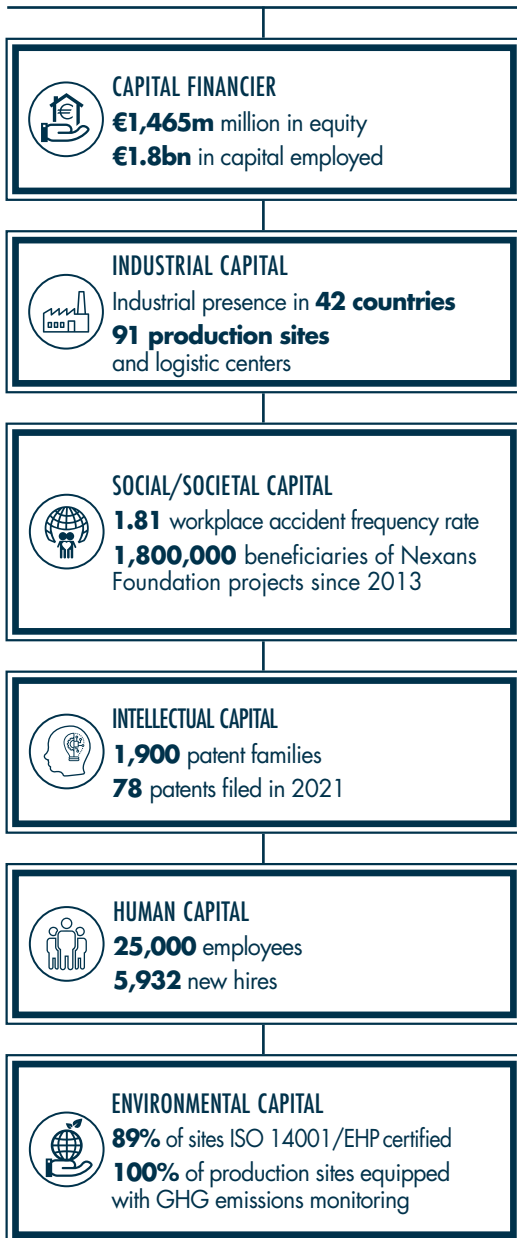 CAPITAL FINANCIER
€1,465m million in equity
€1.8bn in capital employed
INDUSTRIAL CAPITAL
Industrial presence in 42 countries
91 production sites
and logistic centers
SOCIAL/SOCIETAL CAPITAL
1.81 workplace accident frequency rate
1,800,000 beneficiaries of Nexans
Foundation projects since 2013
INTELLECTUAL CAPITAL
1,900 patent families
78 patents filed in 2021
HUMAN CAPITAL
25,000 employees
5,932 new hires
ENVIRONMENTAL CAPITAL
89% of sites ISO 14001/EHP certified
100% of production sites equipped
with GHG emissions monitoring